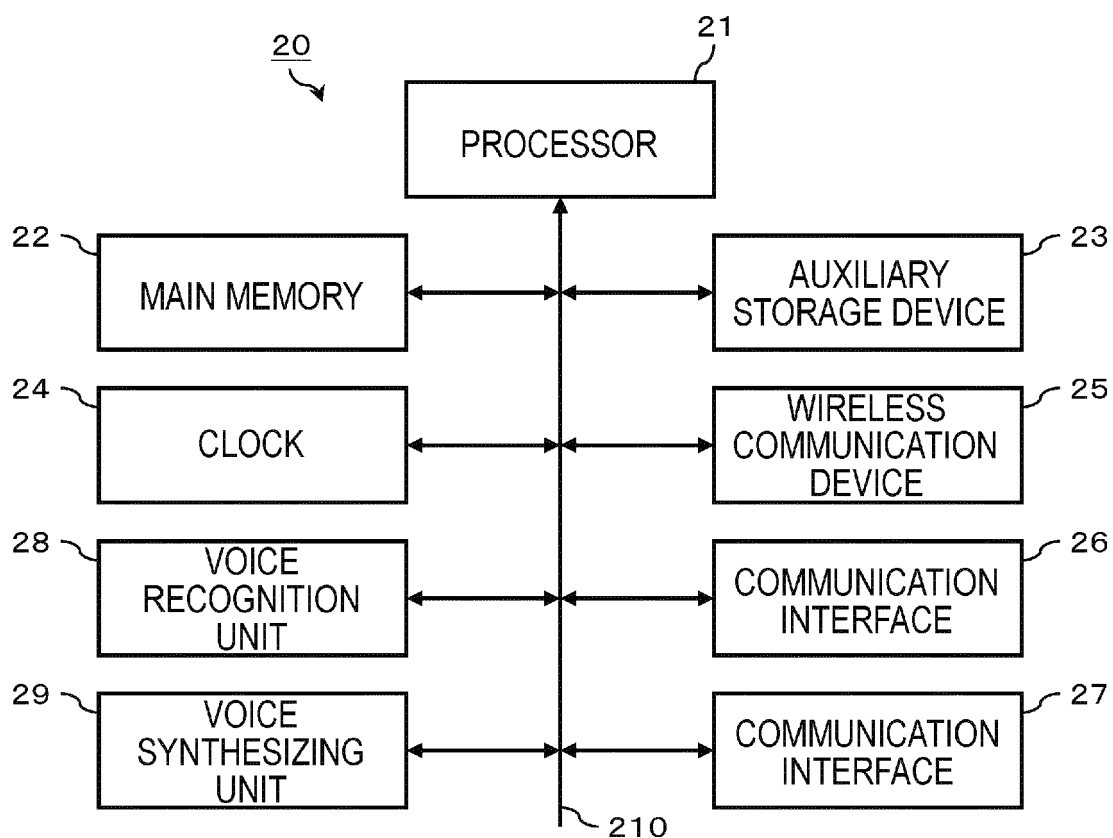 20
21
PROCESSOR
22
MAIN MEMORY
23
AUXILIARY
STORAGE DEVICE
24
CLOCK
25
WIRELESS
COMMUNICATION
DEVICE
28
VOICE
RECOGNITION
UNIT
26
COMMUNICATION
INTERFACE
29
VOICE
SYNTHESIZING
UNIT
27
COMMUNICATION
INTERFACE
210